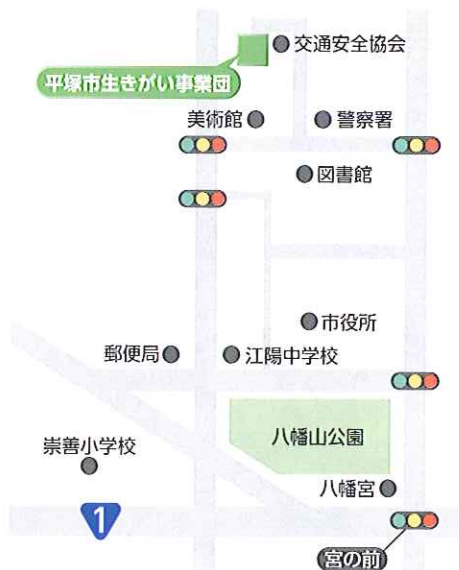 交通安全協会
平塚市生きがい事業団
美術館
警察署
図書館
市役所
郵便局
江陽中学校
八幡山公園
崇善小学校
八幡宮
1
宮の前